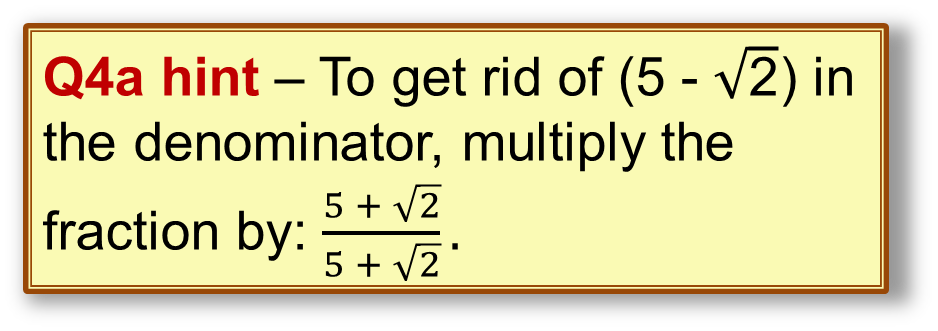 Q4a hint – To get rid of (5 - √2) in
the denominator, multiply the
fraction by: (5 + √2)/(5 + √2).